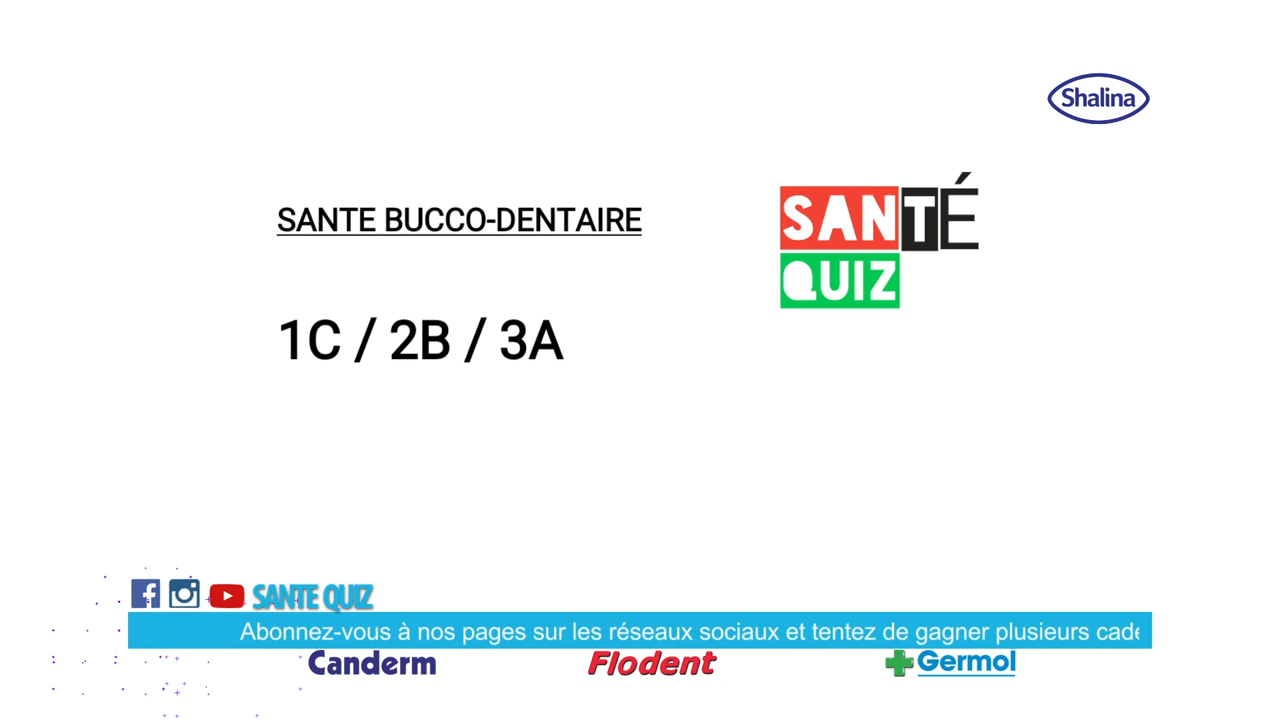 Shalina
SANTÉ
QUIZ
SANTE BUCCO-DENTAIRE
1C / 2B / 3A
SANTE QUIZ
Abonnez-vous à nos pages sur les réseaux sociaux et tentez de gagner plusieurs
Canderm
Flodent
Germol